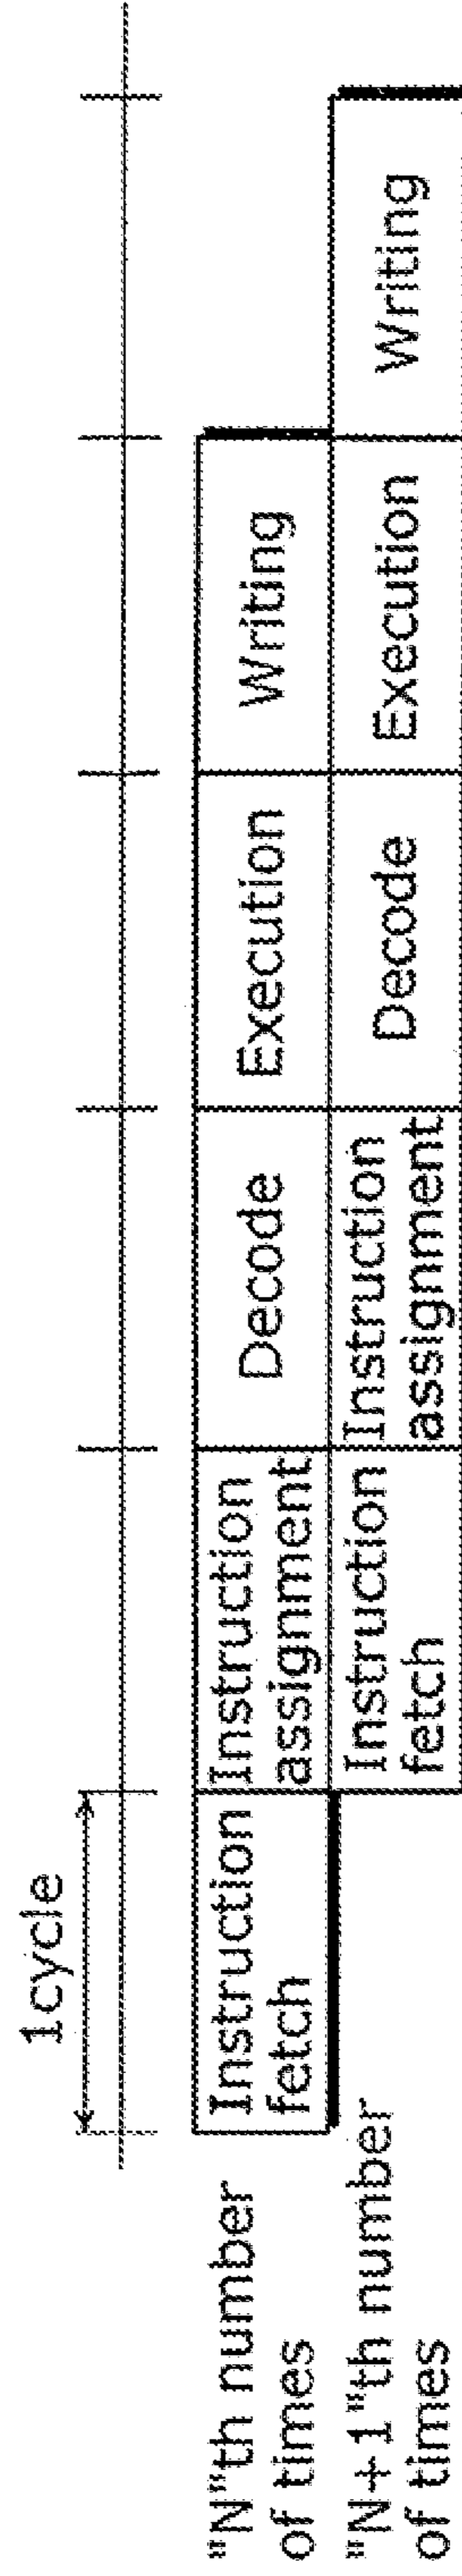 1cycle
"N"th number
of times
Instruction
fetch
Instruction
assignment
Decode
Execution
Writing
"N+1"th number
of times
Instruction
fetch
Instruction
assignment
Decode
Execution
Writing